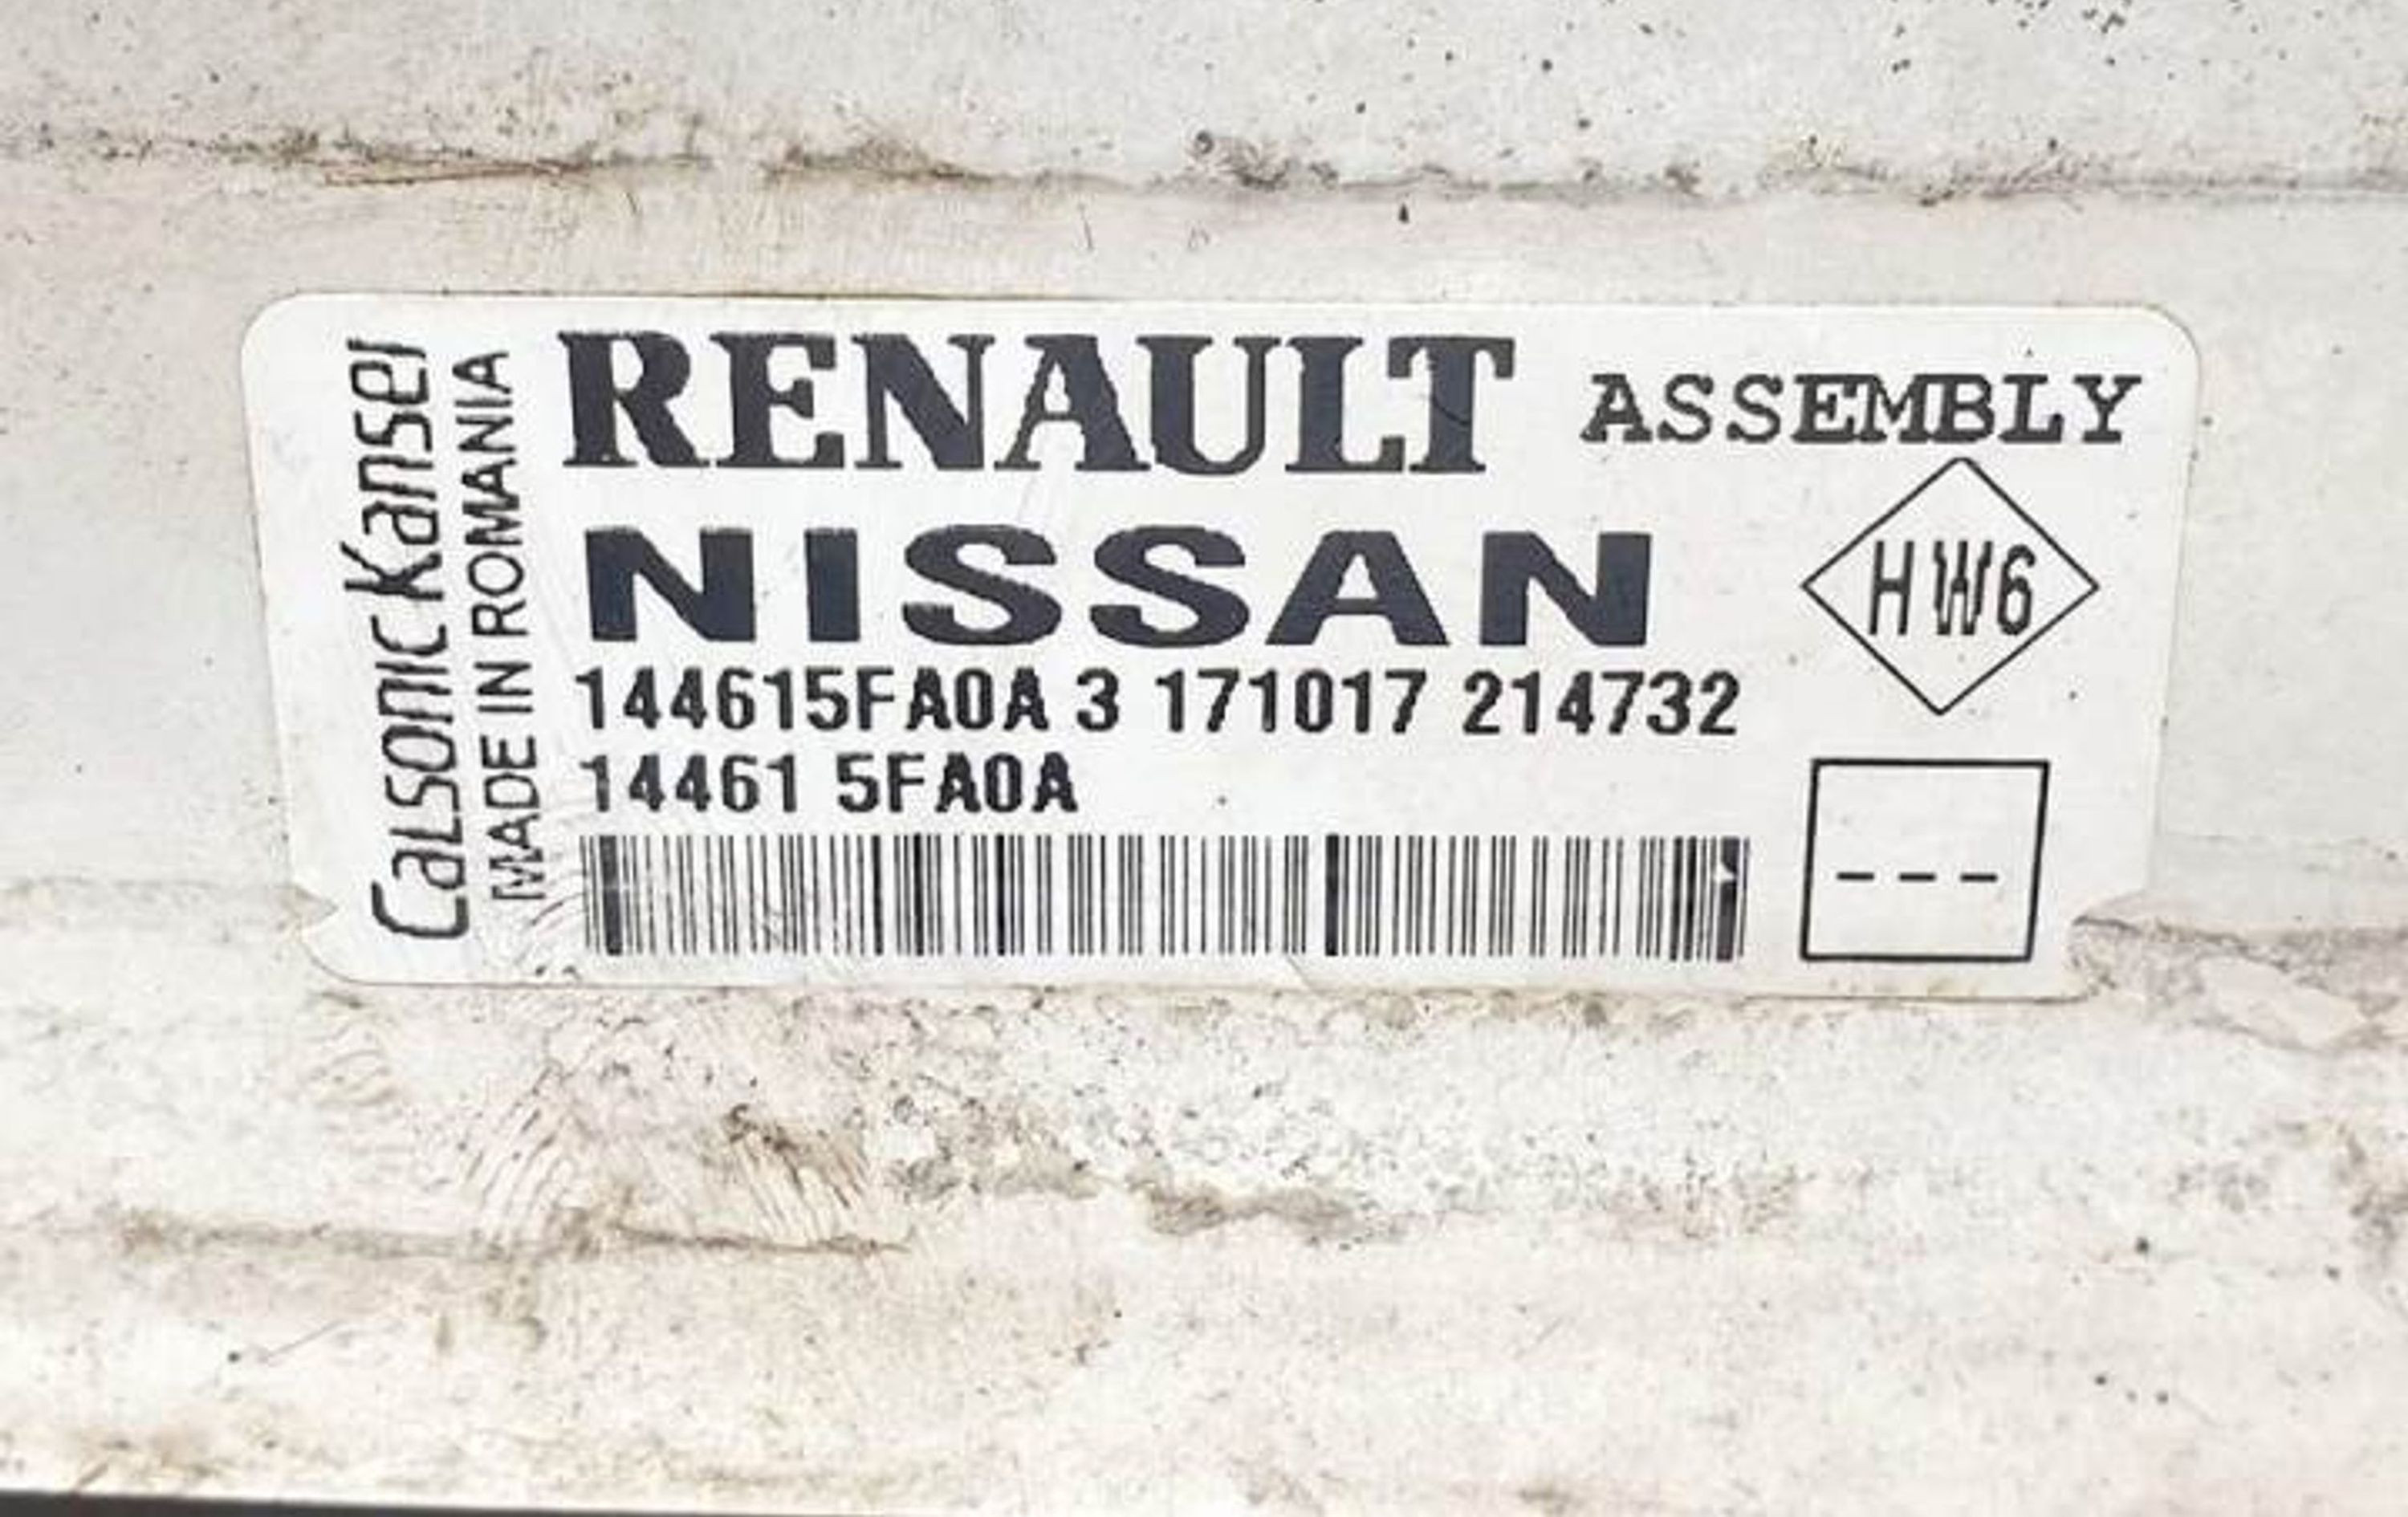 Calsonic Kansei
MADE IN ROMANIA
RENAULT ASSEMBLY
NISSAN
HW6
144615FA0A 3 171017 214732
14461 5FA0A
---